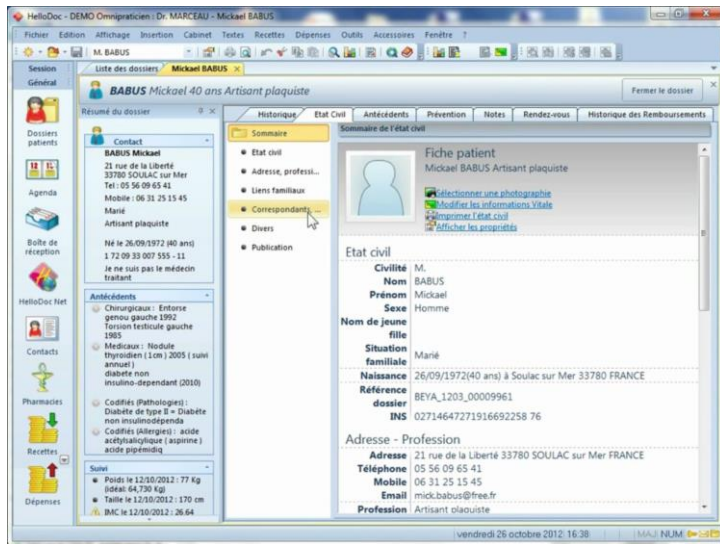 HelloDoc - DEMO Omnipraticien : Dr. MARCEAU - Mickael BABUS
Fichier Edition Affichage Insertion Cabinet Textes Recettes Dépenses Outils Accessoires Fenêtre ?
M. BABUS
Session
Général
Dossiers patients
Agenda
Boîte de réception
HelloDoc Net
Contacts
Pharmacies
Recettes
Dépenses
Liste des dossiers
Mickael BABUS
BABUS Mickael 40 ans Artisant plaquiste
Fermer le dossier
Résumé du dossier
Contact
BABUS Mickael
21 rue de la Liberté
33780 SOULAC sur Mer
Tel : 05 56 09 65 41
Mobile : 06 31 25 15 45
Marié
Artisant plaquiste
Né le 26/09/1972 (40 ans)
1 72 09 33 007 555 - 11
Je ne suis pas le médecin
traitant
Antécédents
Chirurgicaux : Entorse
genou gauche 1992
Torsion testicule gauche
1985
Medicaux : Nodule
thyroidien ( 1cm ) 2005 ( suivi
annuel )
diabete non
insulino-dependant (2010)
Codifiés (Pathologies) :
Diabète de type II = Diabète
non insulinodépenda
Codifiés (Allergies) : acide
acétylsalicylique ( aspirine )
acide pipémidiq
Suivi
Poids le 12/10/2012 : 77 Kg
(idéal: 64,730 Kg)
Taille le 12/10/2012 : 170 cm
IMC le 12/10/2012 : 26.64
Historique Etat Civil Antécédents Prévention Notes Rendez-vous Historique des Remboursements
Sommaire
Etat civil
Adresse, professi...
Liens familiaux
Correspondants, ...
Divers
Publication
Sommaire de l'état civil
Fiche patient
Mickael BABUS Artisant plaquiste
Sélectionner une photographie
Modifier les informations Vitale
Imprimer l'état civil
Afficher les propriétés
Etat civil
Civilité M.
Nom BABUS
Prénom Mickael
Sexe Homme
Nom de jeune
fille
Situation
familiale Marié
Naissance 26/09/1972(40 ans) à Soulac sur Mer 33780 FRANCE
Référence
dossier BEYA_1203_00009961
INS 02714647271916692258 76
Adresse - Profession
Adresse 21 rue de la Liberté 33780 SOULAC sur Mer FRANCE
Téléphone 05 56 09 65 41
Mobile 06 31 25 15 45
Email mick.babus@free.fr
Profession Artisant plaquiste
vendredi 26 octobre 2012 16:38 MAJ NUM